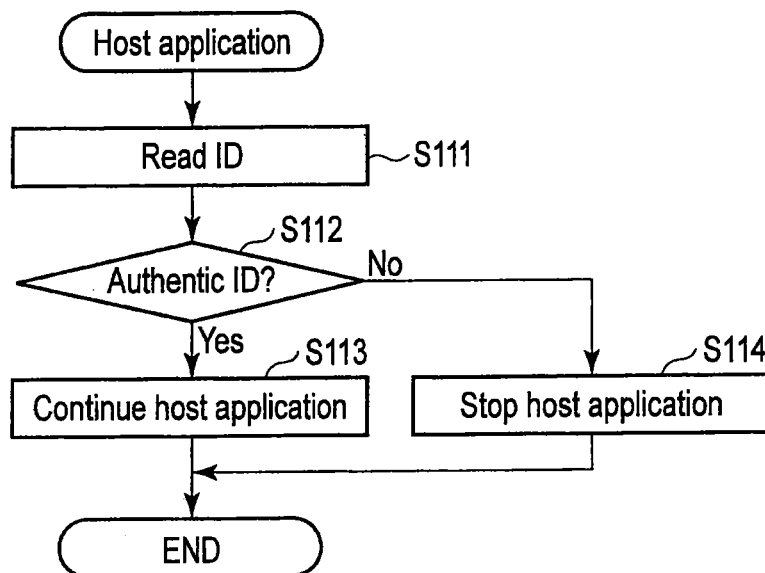 Host application
Read ID
S111
S112
Authentic ID?
No
Yes
S113
S114
Continue host application
Stop host application
END